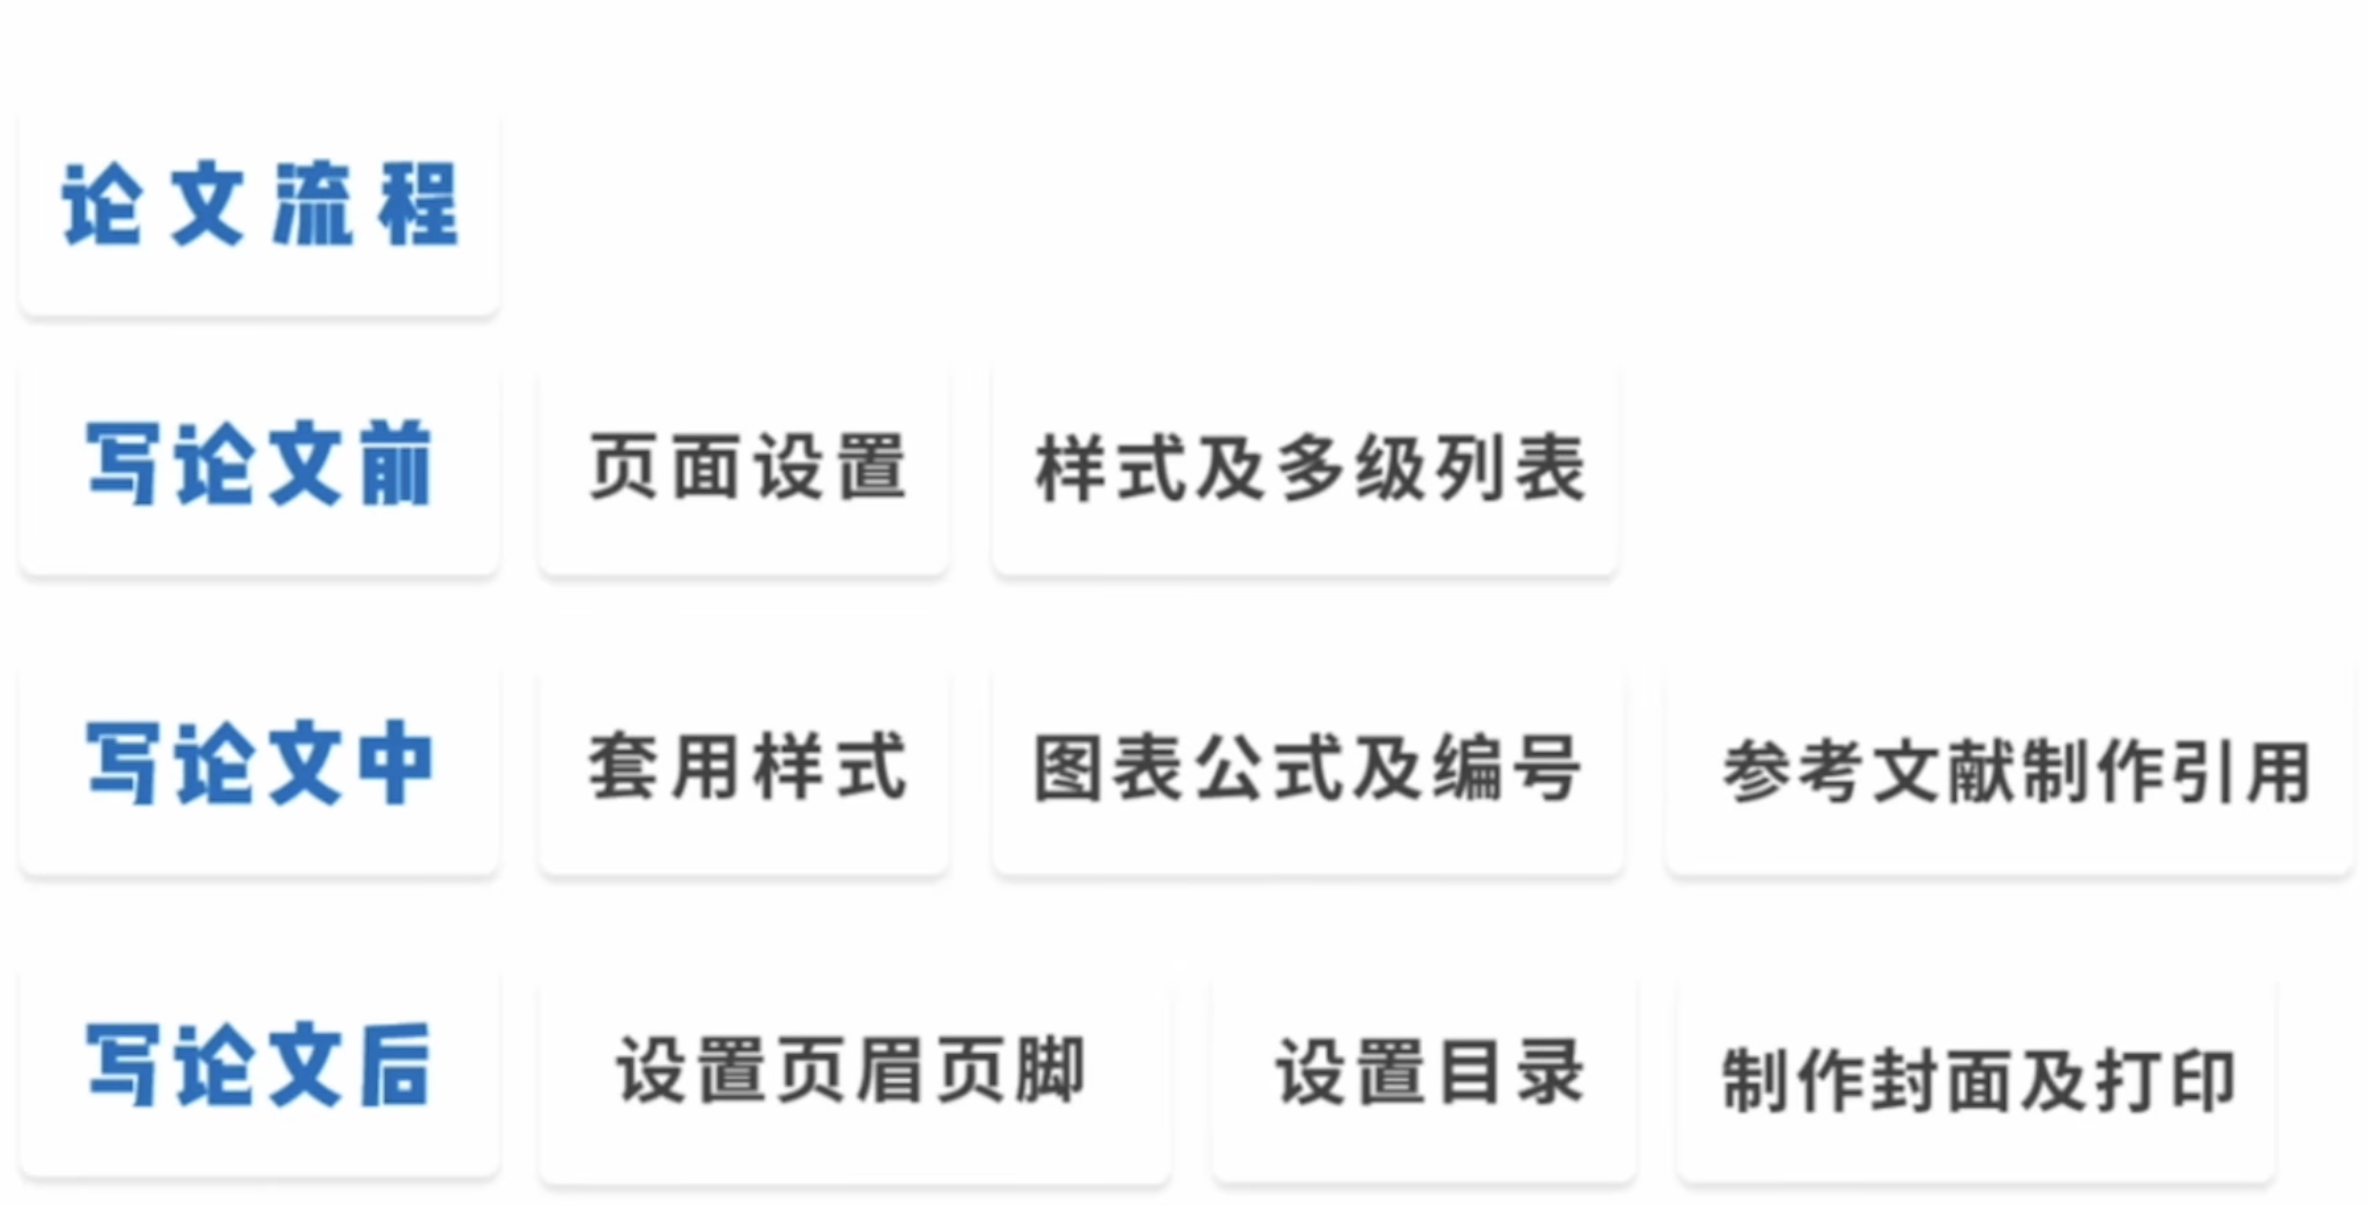 论文流程
写论文前 页面设置 样式及多级列表
写论文中 套用样式 图表公式及编号 参考文献制作引用
写论文后 设置页眉页脚 设置目录 制作封面及打印